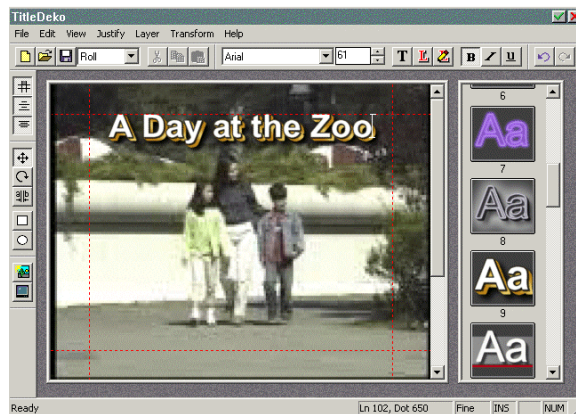 TitleDeko
File Edit View Justify Layer Transform Help
Roll Arial 61 T L B I U
A Day at the Zoo
6
Aa
7
Aa
8
Aa
9
Aa
Ready Ln 102, Dot 650 Fine INS NUM